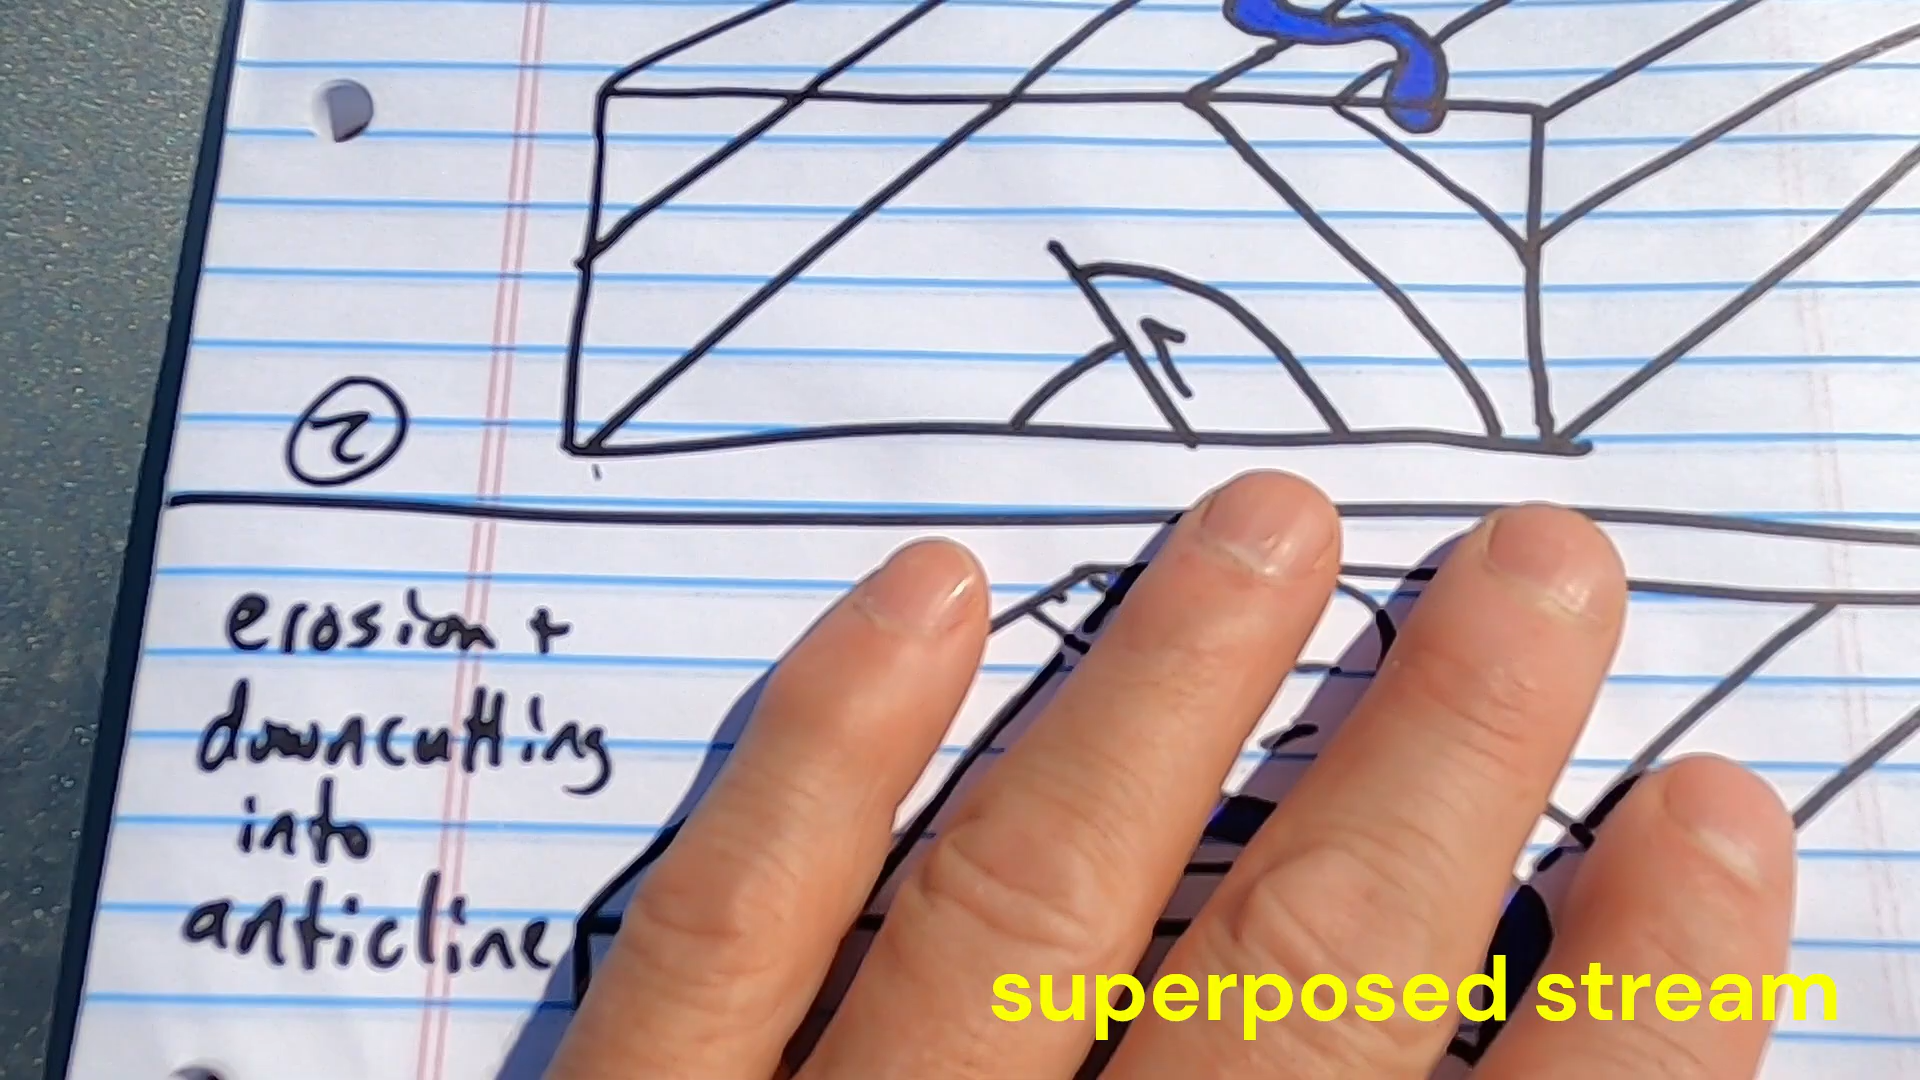 2
erosion +
downcutting
into
anticline
superposed stream